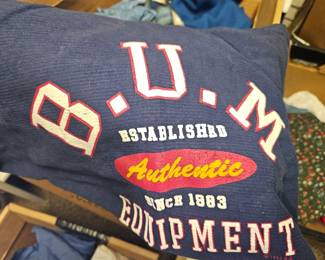 B.U.M
ESTABLISHED
Authentic
SINCE 1983
EQUIPMENT